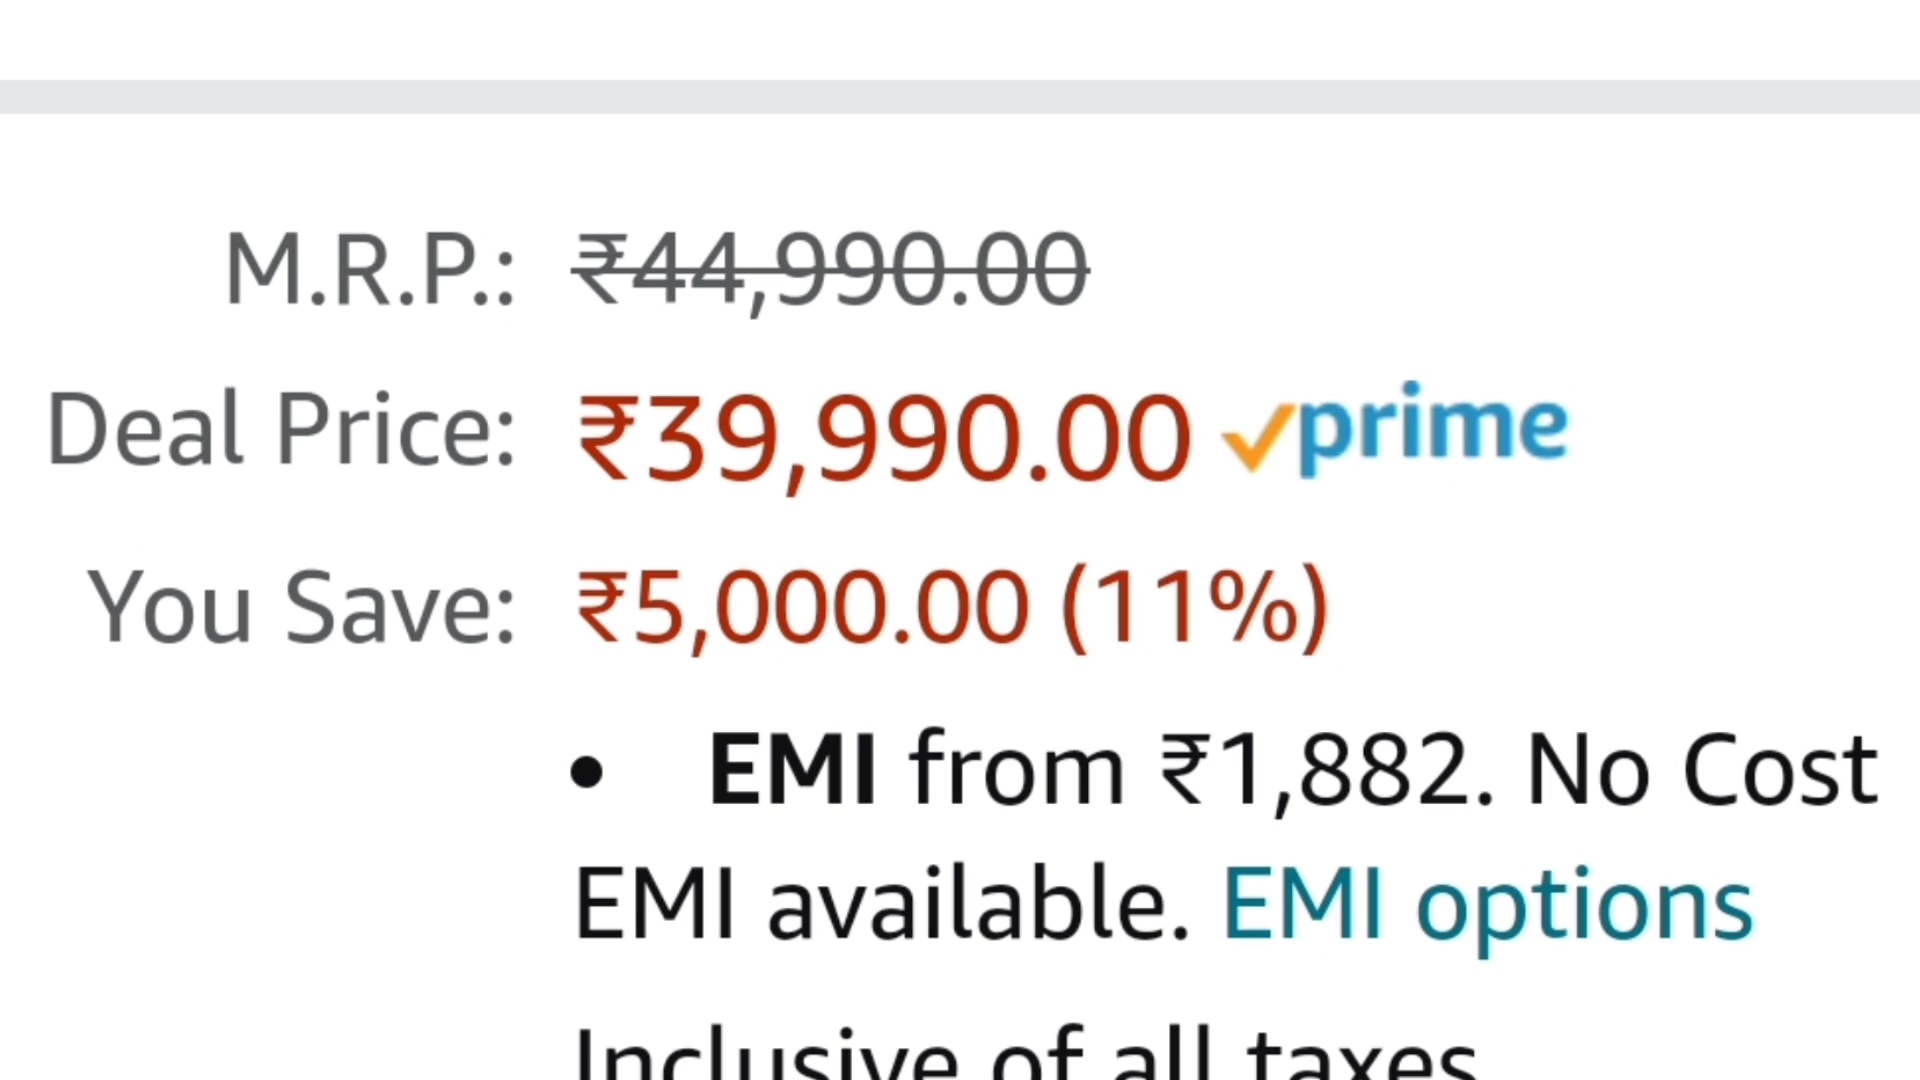 M.R.P.: ₹44,990.00
Deal Price: ₹39,990.00 prime
You Save: ₹5,000.00 (11%)
• EMI from ₹1,882. No Cost
EMI available. EMI options
Inclusive of all taxes